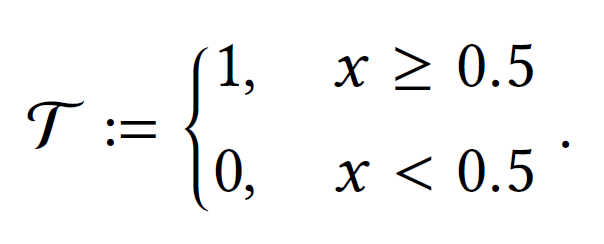 𝒯 := { 1, x ≥ 0.5
0, x < 0.5 .